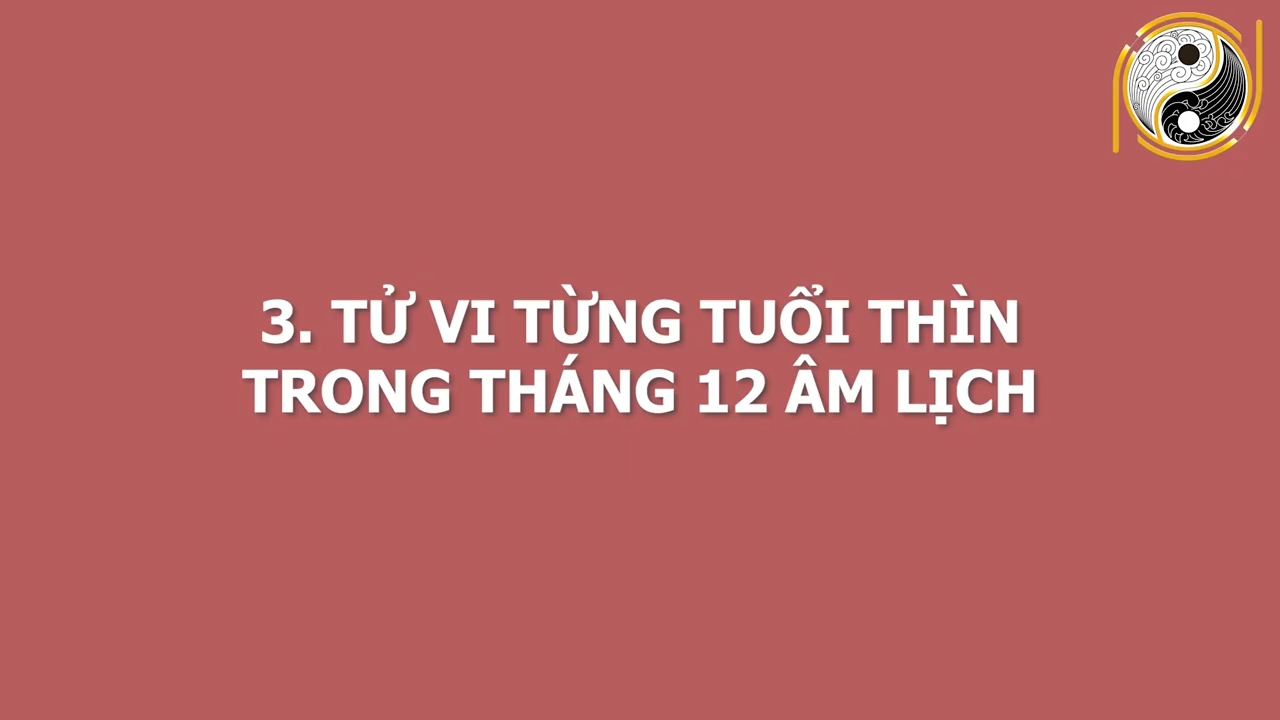 3. TỬ VI TỪNG TUỔI THÌN
TRONG THÁNG 12 ÂM LỊCH